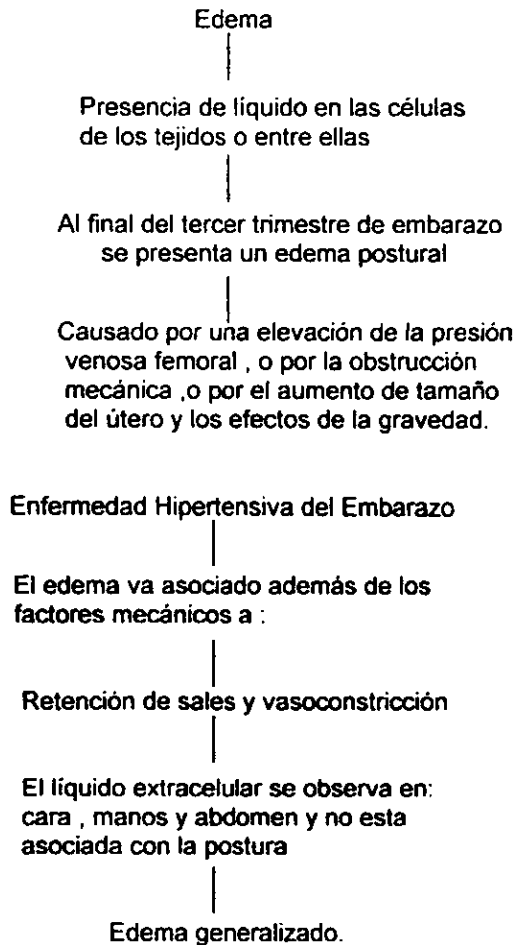 Edema
Presencia de líquido en las células
de los tejidos o entre ellas
Al final del tercer trimestre de embarazo
se presenta un edema postural
Causado por una elevación de la presión
venosa femoral , o por la obstrucción
mecánica ,o por el aumento de tamaño
del útero y los efectos de la gravedad.
Enfermedad Hipertensiva del Embarazo
El edema va asociado además de los
factores mecánicos a :
Retención de sales y vasoconstricción
El líquido extracelular se observa en:
cara , manos y abdomen y no esta
asociada con la postura
Edema generalizado.